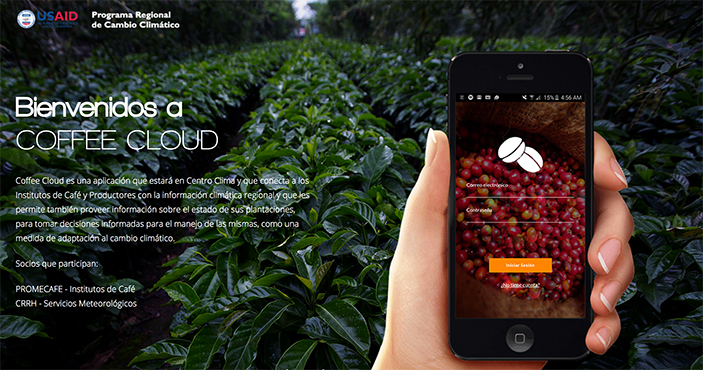 USAID
Programa Regional
de Cambio Climático
Bienvenidos a
COFFEE CLOUD
Coffee Cloud es una aplicación que estará en Centro Clima y que conecta a los
Institutos de Café y Productores con la información climática regional y que les
permite también proveer información sobre el estado de sus plantaciones,
para tomar decisiones informadas para el manejo de las mismas, como una
medida de adaptación al cambio climático.
Socios que participan:
PROMECAFE - Institutos de Café
CRRH - Servicios Meteorológicos
15% 4:56 AM
Correo electrónico
Contraseña
Iniciar Sesión
¿No tiene cuenta?